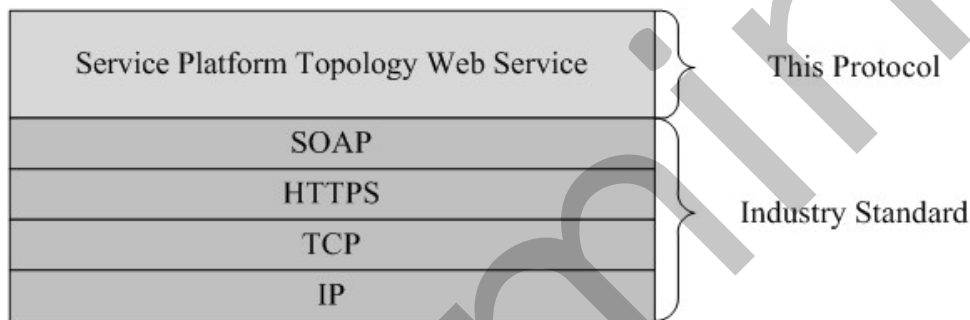 Service Platform Topology Web Service
This Protocol
SOAP
HTTPS
TCP
IP
Industry Standard